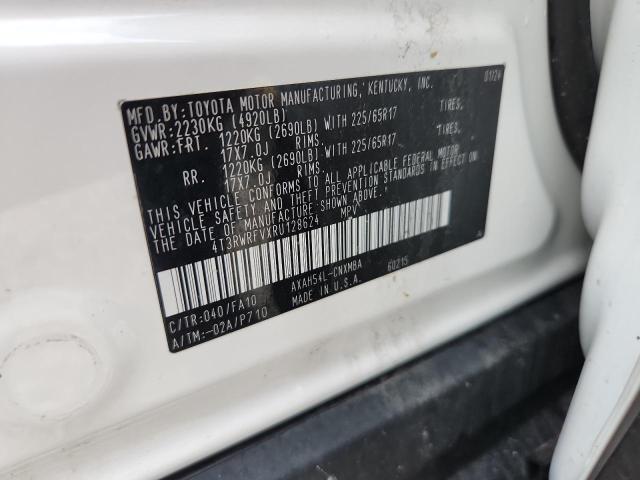 MFD.BY:TOYOTA MOTOR MANUFACTURING, KENTUCKY, INC. 01/24
GVWR:2230KG (4920LB)
GAWR:FRT. 1220KG (2690LB) WITH 225/65R17 TIRES,
17X7.0J RIMS.
RR. 1220KG (2690LB) WITH 225/65R17 TIRES,
17X7.0J RIMS.
THIS VEHICLE CONFORMS TO ALL APPLICABLE FEDERAL MOTOR
VEHICLE SAFETY AND THEFT PREVENTION STANDARDS IN EFFECT
ON THE DATE OF MANUFACTURE SHOWN ABOVE.
4T3RWRFVXRU128624 MPV
C/TR:040/FA10 AXAH54L-CNXMBA 60215
A/TM:-02A/P710 MADE IN U.S.A.